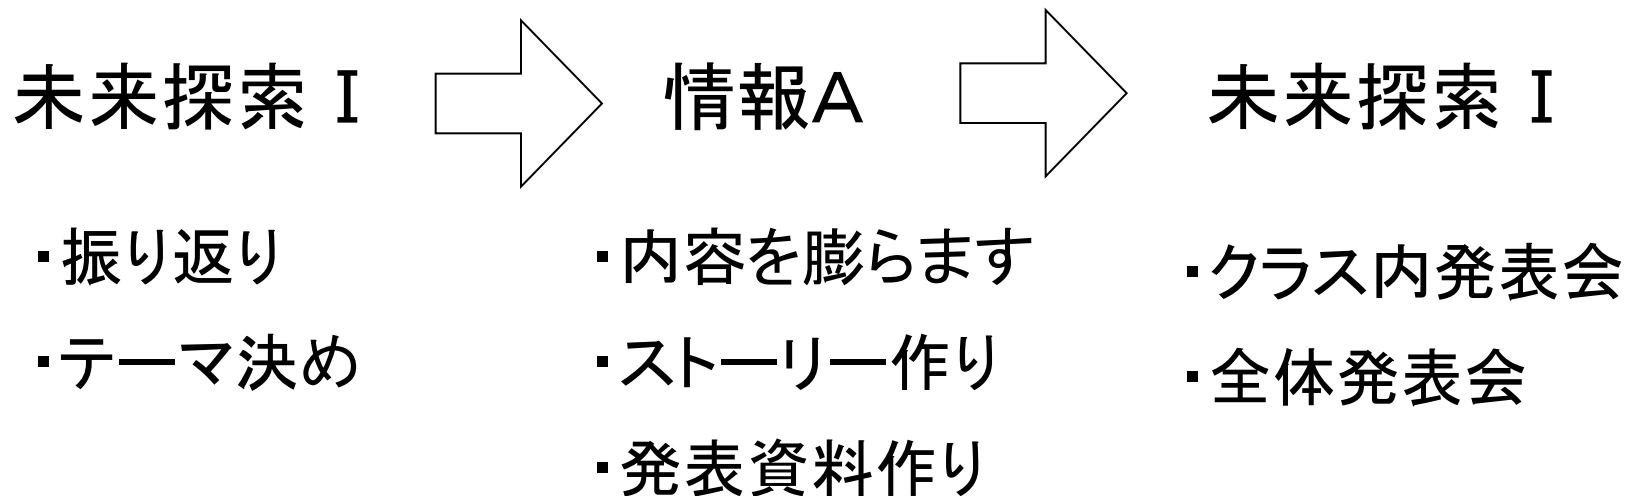 未来探索Ⅰ
・振り返り
・テーマ決め
情報A
・内容を膨らます
・ストーリー作り
・発表資料作り
未来探索Ⅰ
・クラス内発表会
・全体発表会